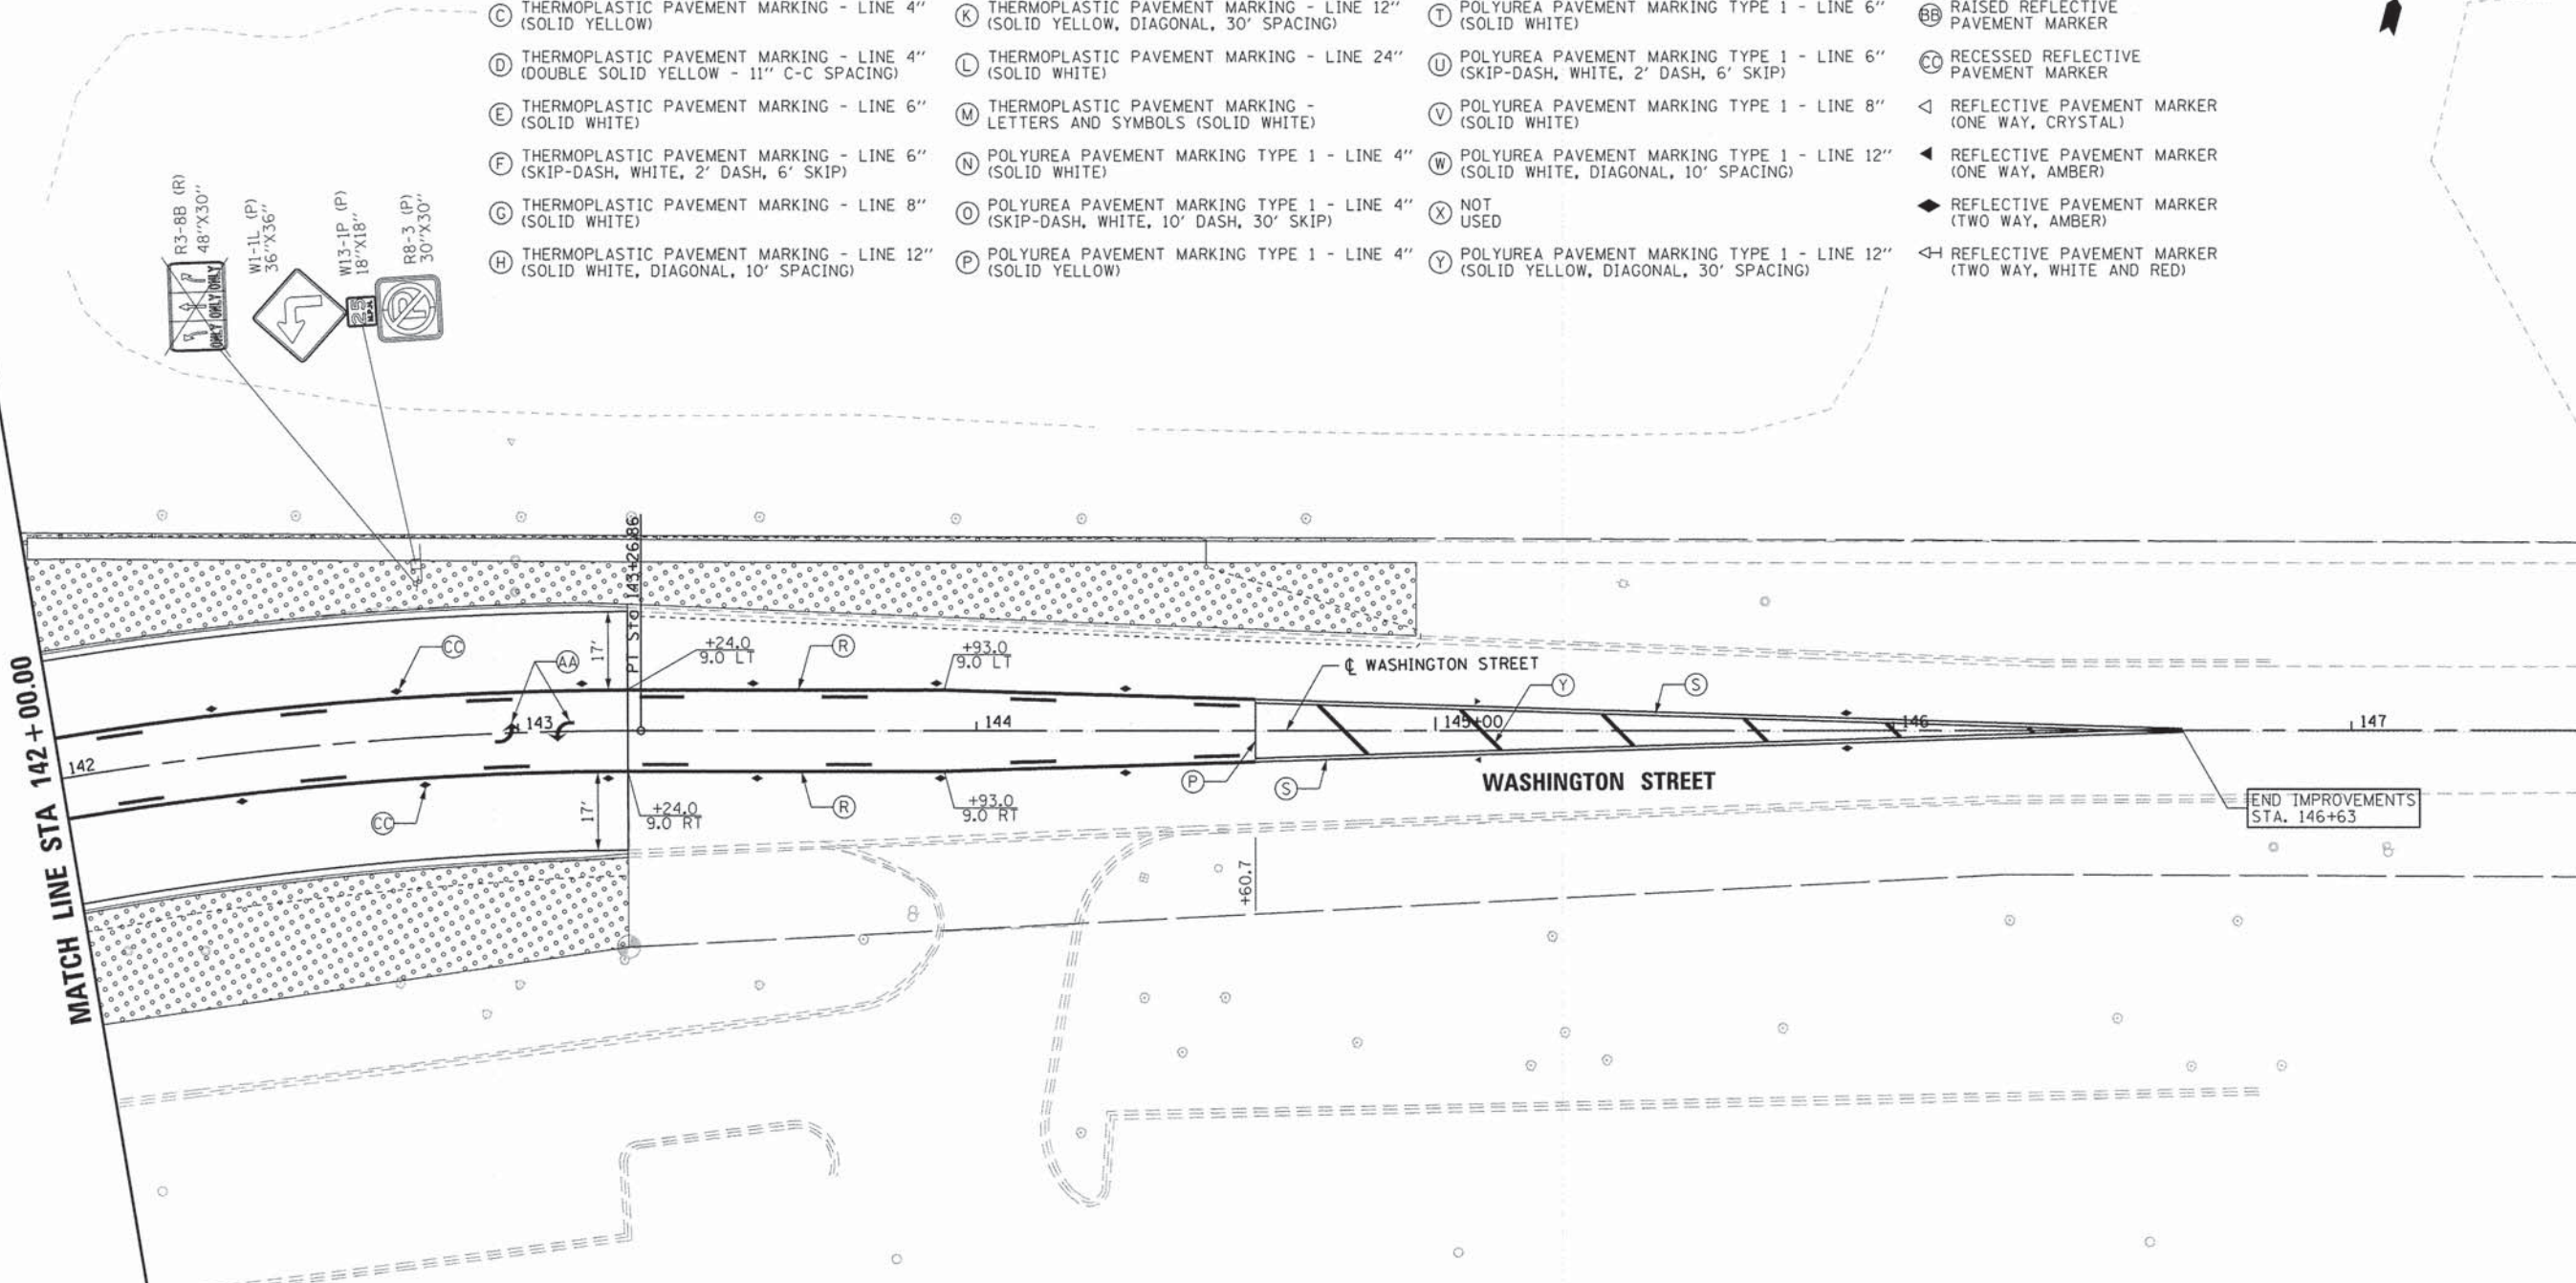 C THERMOPLASTIC PAVEMENT MARKING - LINE 4"
(SOLID YELLOW)
D THERMOPLASTIC PAVEMENT MARKING - LINE 4"
(DOUBLE SOLID YELLOW - 11" C-C SPACING)
E THERMOPLASTIC PAVEMENT MARKING - LINE 6"
(SOLID WHITE)
F THERMOPLASTIC PAVEMENT MARKING - LINE 6"
(SKIP-DASH, WHITE, 2' DASH, 6' SKIP)
G THERMOPLASTIC PAVEMENT MARKING - LINE 8"
(SOLID WHITE)
H THERMOPLASTIC PAVEMENT MARKING - LINE 12"
(SOLID WHITE, DIAGONAL, 10' SPACING)
K THERMOPLASTIC PAVEMENT MARKING - LINE 12"
(SOLID YELLOW, DIAGONAL, 30' SPACING)
L THERMOPLASTIC PAVEMENT MARKING - LINE 24"
(SOLID WHITE)
M THERMOPLASTIC PAVEMENT MARKING -
LETTERS AND SYMBOLS (SOLID WHITE)
N POLYUREA PAVEMENT MARKING TYPE 1 - LINE 4"
(SOLID WHITE)
O POLYUREA PAVEMENT MARKING TYPE 1 - LINE 4"
(SKIP-DASH, WHITE, 10' DASH, 30' SKIP)
P POLYUREA PAVEMENT MARKING TYPE 1 - LINE 4"
(SOLID YELLOW)
T POLYUREA PAVEMENT MARKING TYPE 1 - LINE 6"
(SOLID WHITE)
U POLYUREA PAVEMENT MARKING TYPE 1 - LINE 6"
(SKIP-DASH, WHITE, 2' DASH, 6' SKIP)
V POLYUREA PAVEMENT MARKING TYPE 1 - LINE 8"
(SOLID WHITE)
W POLYUREA PAVEMENT MARKING TYPE 1 - LINE 12"
(SOLID WHITE, DIAGONAL, 10' SPACING)
X NOT
USED
Y POLYUREA PAVEMENT MARKING TYPE 1 - LINE 12"
(SOLID YELLOW, DIAGONAL, 30' SPACING)
BB RAISED REFLECTIVE
PAVEMENT MARKER
CC RECESSED REFLECTIVE
PAVEMENT MARKER
REFLECTIVE PAVEMENT MARKER
(ONE WAY, CRYSTAL)
REFLECTIVE PAVEMENT MARKER
(ONE WAY, AMBER)
REFLECTIVE PAVEMENT MARKER
(TWO WAY, AMBER)
REFLECTIVE PAVEMENT MARKER
(TWO WAY, WHITE AND RED)
R3-8B (R)
48"X30"
W1-1L (P)
36"X36"
W13-1P (P)
18"X18"
R8-3 (P)
30"X30"
ONLY ONLY ONLY
25
M.P.H.
P
PT Sta 143+26.86
CC
AA
17'
+24.0
9.0 LT
R
+93.0
9.0 LT
℄ WASHINGTON STREET
Y
S
142
143
144
145+00
146
147
MATCH LINE STA 142+00.00
CC
17'
+24.0
9.0 RT
R
+93.0
9.0 RT
P
S
WASHINGTON STREET
END IMPROVEMENTS
STA. 146+63
+60.7